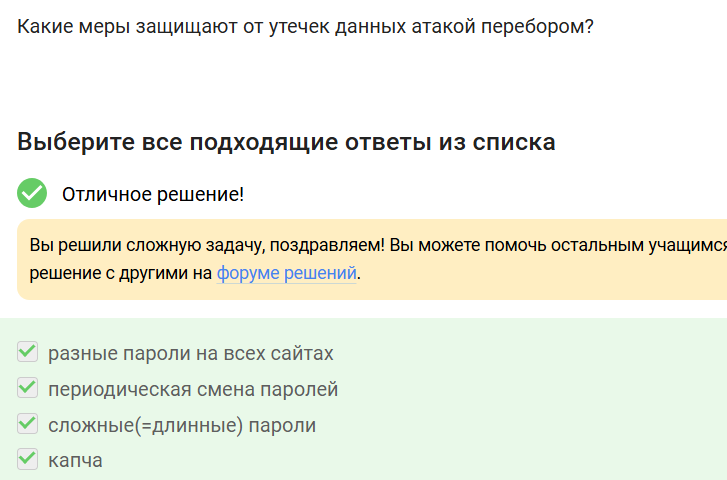 Какие меры защищают от утечек данных атакой перебором?
Выберите все подходящие ответы из списка
Отличное решение!
Вы решили сложную задачу, поздравляем! Вы можете помочь остальным учащимся
решение с другими на форуме решений.
разные пароли на всех сайтах
периодическая смена паролей
сложные(=длинные) пароли
капча